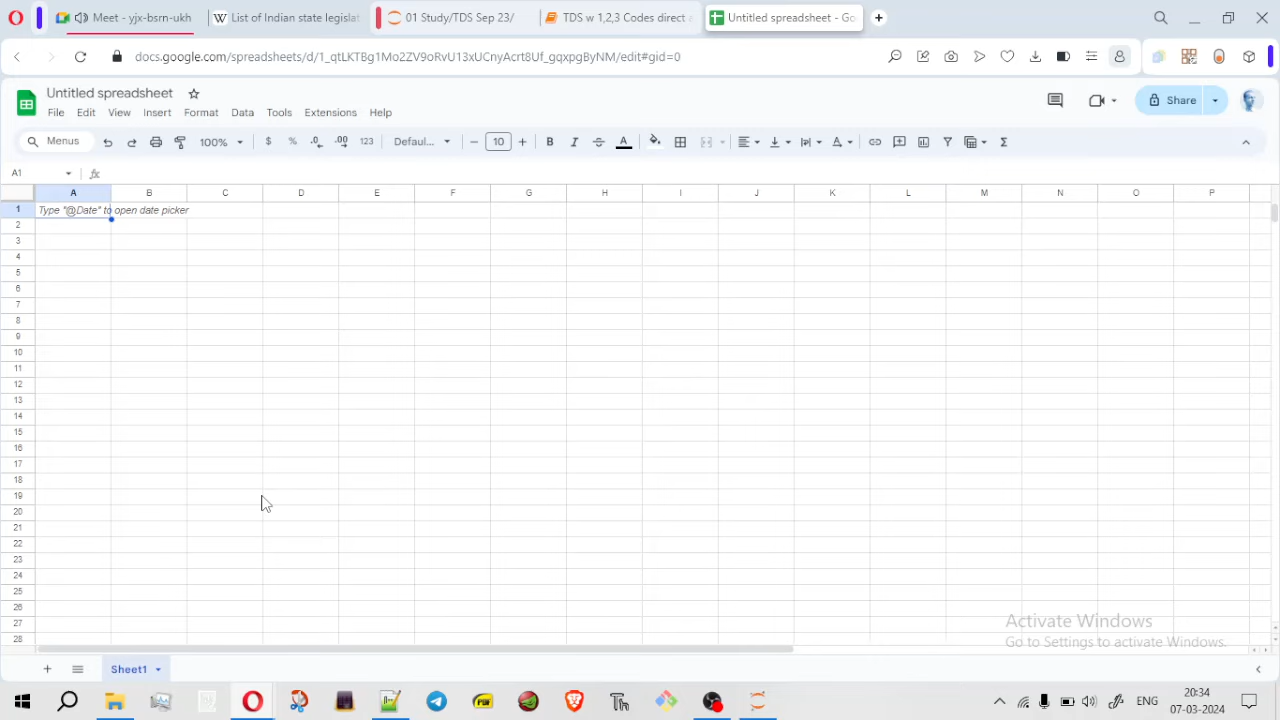 Meet - yjx-bsrn-ukh
List of Indian state legislat
01 Study/TDS Sep 23/
TDS w 1,2,3 Codes direct a
Untitled spreadsheet - Go
docs.google.com/spreadsheets/d/1_qtLKTBg1Mo2ZV9oRvU13xUCnyAcrt8Uf_gqxpgByNM/edit#gid=0
Untitled spreadsheet
Share
File Edit View Insert Format Data Tools Extensions Help
Menus 100% $ % .0 .00 123 Defaul... − 10 + B I S A Σ
A1 fx
A B C D E F G H I J K L M N O P
1 Type "@Date" to open date picker
2
3
4
5
6
7
8
9
10
11
12
13
14
15
16
17
18
19
20
21
22
23
24
25
26
27
28
Activate Windows
Go to Settings to activate Windows.
Sheet1
ENG
20:34
07-03-2024